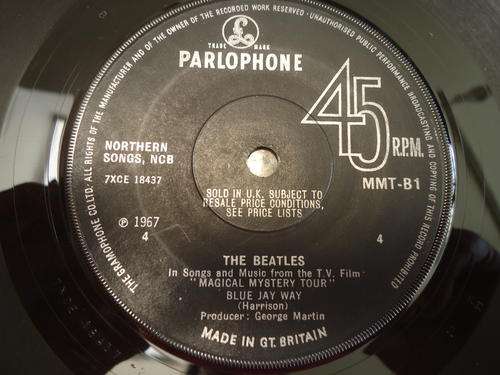 THE GRAMOPHONE CO. LTD. ALL RIGHTS OF THE MANUFACTURER AND OF THE OWNER OF THE RECORDED WORK RESERVED · UNAUTHORISED PUBLIC PERFORMANCE BROADCASTING AND COPYING OF THIS RECORD PROHIBITED
TRADE MARK
PARLOPHONE
45 R.P.M.
NORTHERN
SONGS, NCB
7XCE 18437
MMT-B1
SOLD IN U.K. SUBJECT TO
RESALE PRICE CONDITIONS,
SEE PRICE LISTS
℗ 1967
4
4
THE BEATLES
In Songs and Music from the T.V. Film
"MAGICAL MYSTERY TOUR"
BLUE JAY WAY
(Harrison)
Producer: George Martin
MADE IN GT. BRITAIN